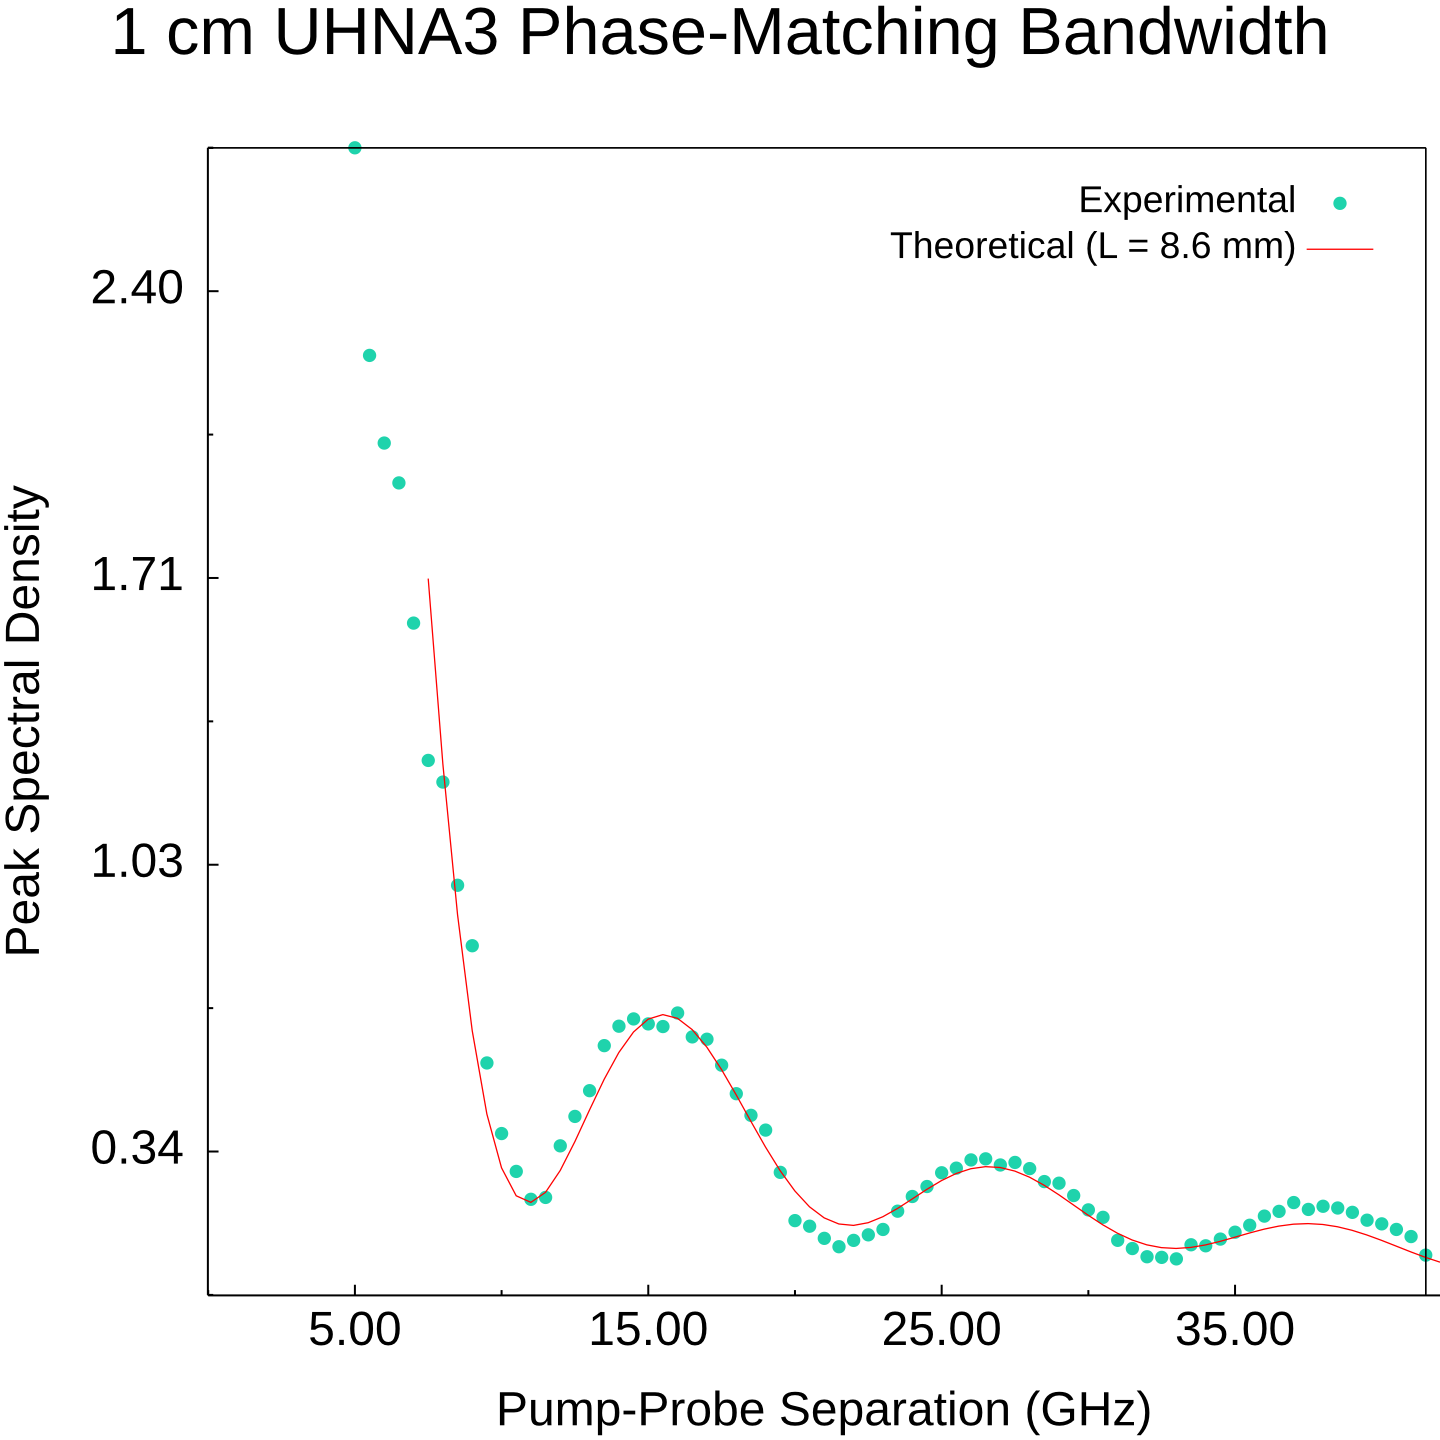 1 cm UHNA3 Phase-Matching Bandwidth
Experimental
Theoretical (L = 8.6 mm)
2.40
1.71
1.03
0.34
Peak Spectral Density
5.00 15.00 25.00 35.00
Pump-Probe Separation (GHz)